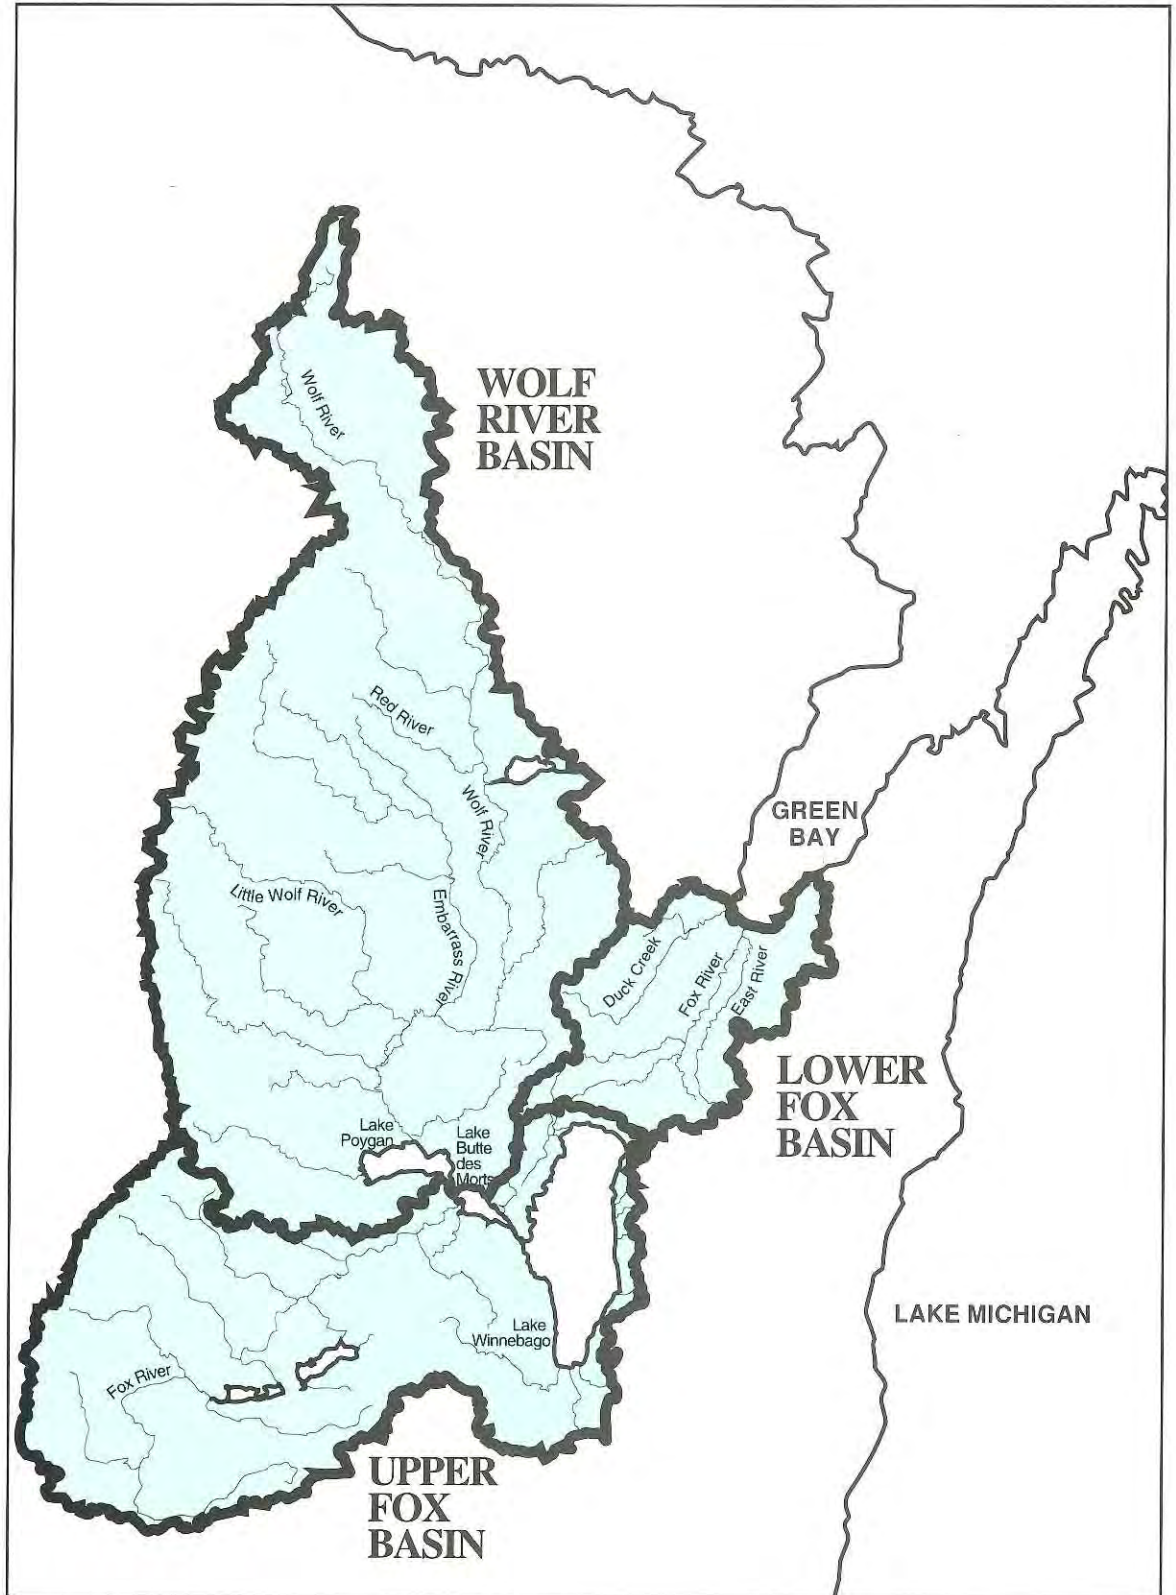 WOLF
RIVER
BASIN
Wolf River
Red River
Wolf River
GREEN
BAY
Little Wolf River
Embarrass River
Duck Creek
Fox River
East River
LOWER
FOX
BASIN
Lake
Poygan
Lake
Butte
des
Morts
LAKE MICHIGAN
Lake
Winnebago
Fox River
UPPER
FOX
BASIN